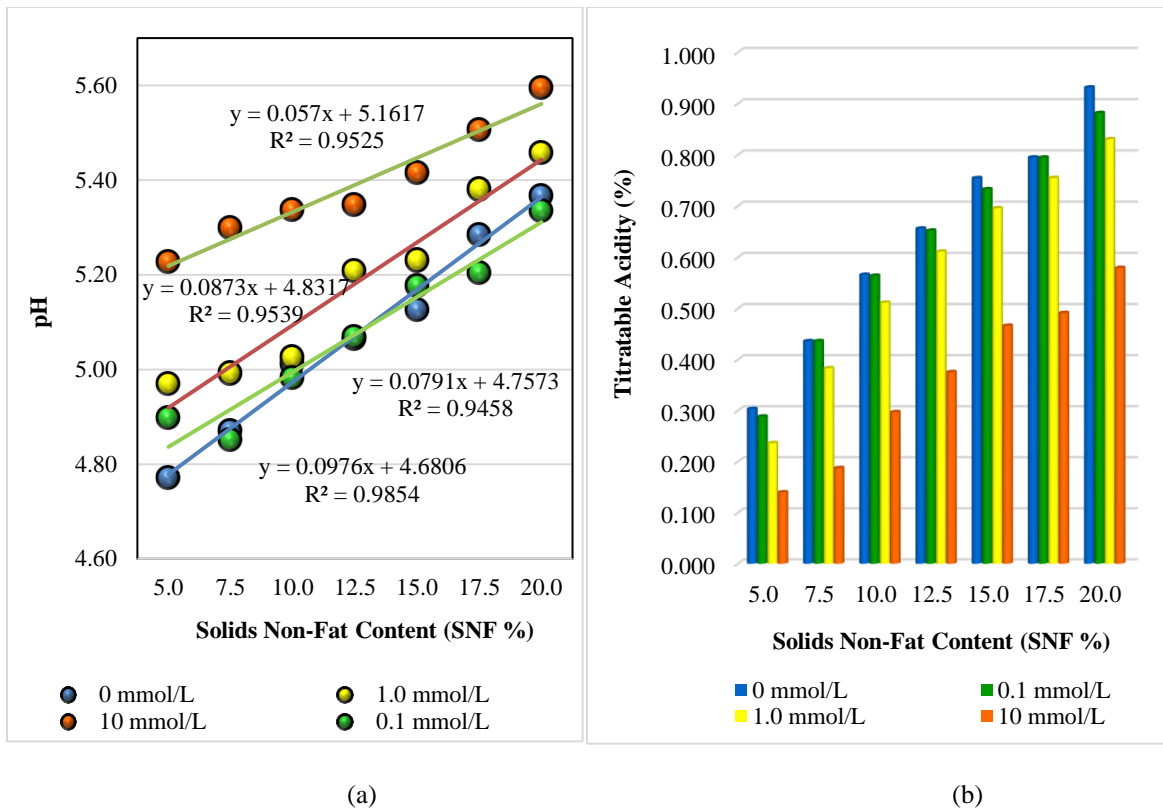 5.60
5.40
5.20
5.00
4.80
4.60
pH
y = 0.057x + 5.1617
R² = 0.9525
y = 0.0873x + 4.8317
R² = 0.9539
y = 0.0791x + 4.7573
R² = 0.9458
y = 0.0976x + 4.6806
R² = 0.9854
5.0 7.5 10.0 12.5 15.0 17.5 20.0
Solids Non-Fat Content (SNF %)
0 mmol/L 1.0 mmol/L
10 mmol/L 0.1 mmol/L
(a)
1.000
0.900
0.800
0.700
0.600
0.500
0.400
0.300
0.200
0.100
0.000
Titratable Acidity (%)
5.0 7.5 10.0 12.5 15.0 17.5 20.0
Solids Non-Fat Content (SNF %)
0 mmol/L 0.1 mmol/L
1.0 mmol/L 10 mmol/L
(b)